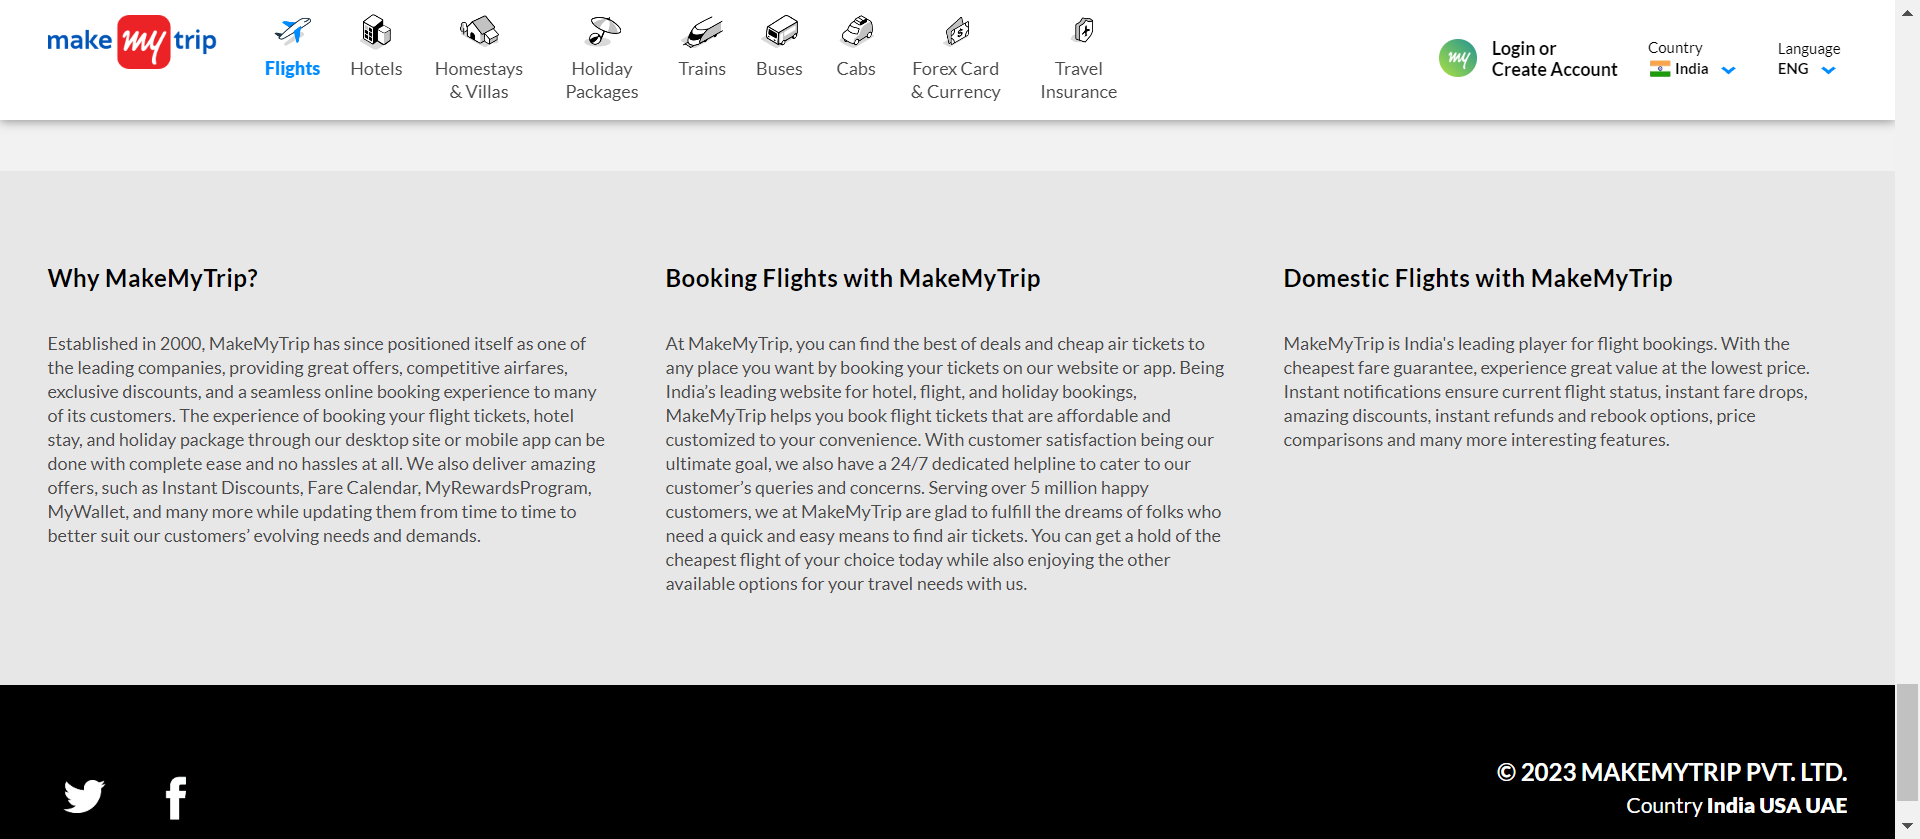 make my trip
Flights
Hotels
Homestays
& Villas
Holiday
Packages
Trains
Buses
Cabs
Forex Card
& Currency
Travel
Insurance
my
Login or
Create Account
Country
India
Language
ENG
Why MakeMyTrip?
Established in 2000, MakeMyTrip has since positioned itself as one of
the leading companies, providing great offers, competitive airfares,
exclusive discounts, and a seamless online booking experience to many
of its customers. The experience of booking your flight tickets, hotel
stay, and holiday package through our desktop site or mobile app can be
done with complete ease and no hassles at all. We also deliver amazing
offers, such as Instant Discounts, Fare Calendar, MyRewardsProgram,
MyWallet, and many more while updating them from time to time to
better suit our customers’ evolving needs and demands.
Booking Flights with MakeMyTrip
At MakeMyTrip, you can find the best of deals and cheap air tickets to
any place you want by booking your tickets on our website or app. Being
India’s leading website for hotel, flight, and holiday bookings,
MakeMyTrip helps you book flight tickets that are affordable and
customized to your convenience. With customer satisfaction being our
ultimate goal, we also have a 24/7 dedicated helpline to cater to our
customer’s queries and concerns. Serving over 5 million happy
customers, we at MakeMyTrip are glad to fulfill the dreams of folks who
need a quick and easy means to find air tickets. You can get a hold of the
cheapest flight of your choice today while also enjoying the other
available options for your travel needs with us.
Domestic Flights with MakeMyTrip
MakeMyTrip is India's leading player for flight bookings. With the
cheapest fare guarantee, experience great value at the lowest price.
Instant notifications ensure current flight status, instant fare drops,
amazing discounts, instant refunds and rebook options, price
comparisons and many more interesting features.
© 2023 MAKEMYTRIP PVT. LTD.
Country India USA UAE